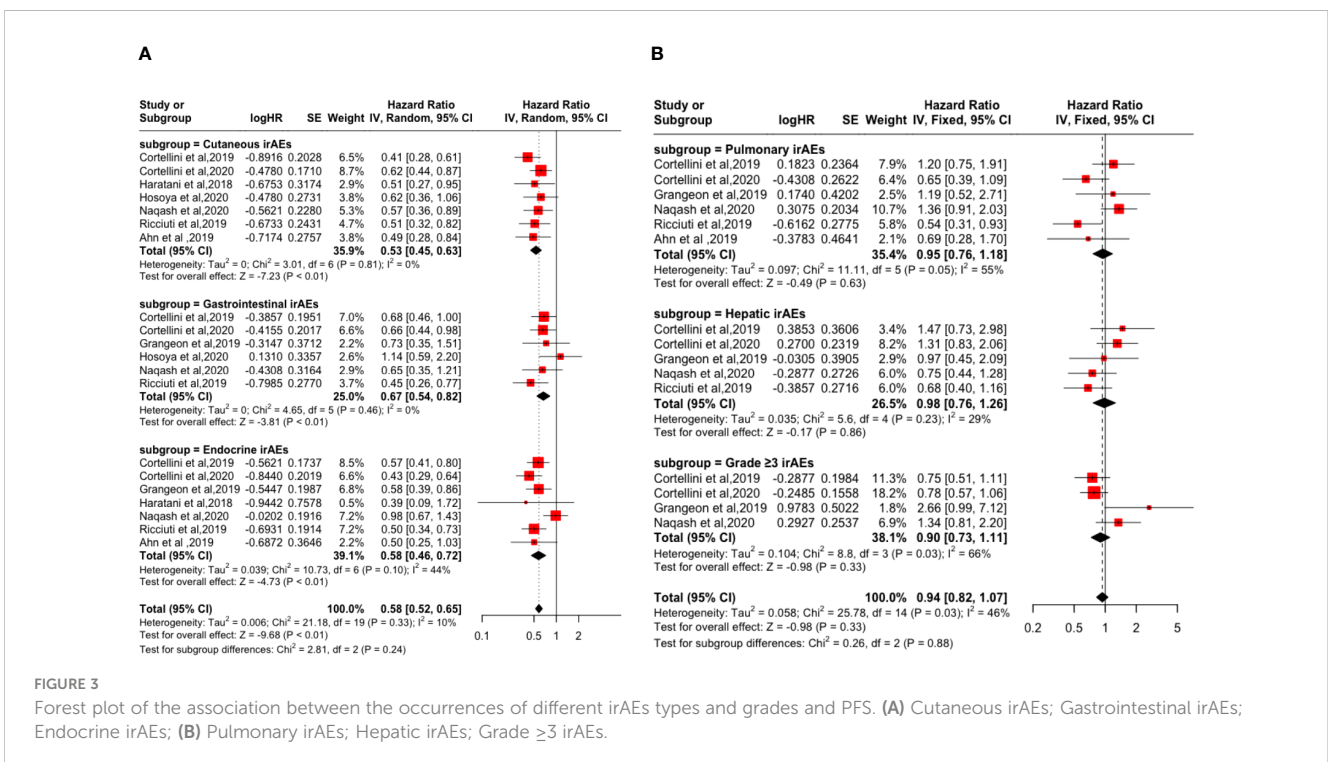 A
Study or Hazard Ratio Hazard Ratio
Subgroup logHR SE Weight IV, Random, 95% CI IV, Random, 95% CI
subgroup = Cutaneous irAEs
Cortellini et al,2019 -0.8916 0.2028 6.5% 0.41 [0.28, 0.61]
Cortellini et al,2020 -0.4780 0.1710 8.7% 0.62 [0.44, 0.87]
Haratani et al,2018 -0.6753 0.3174 2.9% 0.51 [0.27, 0.95]
Hosoya et al,2020 -0.4780 0.2731 3.6% 0.62 [0.36, 1.06]
Naqash et al,2020 -0.5621 0.2280 5.3% 0.57 [0.36, 0.89]
Ricciuti et al,2019 -0.6733 0.2431 4.7% 0.51 [0.32, 0.82]
Ahn et al ,2019 -0.7174 0.2757 3.8% 0.49 [0.28, 0.84]
Total (95% CI) 35.9% 0.53 [0.45, 0.63]
Heterogeneity: Tau² = 0; Chi² = 3.01, df = 6 (P = 0.81); I² = 0%
Test for overall effect: Z = -7.23 (P < 0.01)
subgroup = Gastrointestinal irAEs
Cortellini et al,2019 -0.3857 0.1951 7.0% 0.68 [0.46, 1.00]
Cortellini et al,2020 -0.4155 0.2017 6.6% 0.66 [0.44, 0.98]
Grangeon et al,2019 -0.3147 0.3712 2.2% 0.73 [0.35, 1.51]
Hosoya et al,2020 0.1310 0.3357 2.6% 1.14 [0.59, 2.20]
Naqash et al,2020 -0.4308 0.3164 2.9% 0.65 [0.35, 1.21]
Ricciuti et al,2019 -0.7985 0.2770 3.7% 0.45 [0.26, 0.77]
Total (95% CI) 25.0% 0.67 [0.54, 0.82]
Heterogeneity: Tau² = 0; Chi² = 4.65, df = 5 (P = 0.46); I² = 0%
Test for overall effect: Z = -3.81 (P < 0.01)
subgroup = Endocrine irAEs
Cortellini et al,2019 -0.5621 0.1737 8.5% 0.57 [0.41, 0.80]
Cortellini et al,2020 -0.8440 0.2019 6.6% 0.43 [0.29, 0.64]
Grangeon et al,2019 -0.5447 0.1987 6.8% 0.58 [0.39, 0.86]
Haratani et al,2018 -0.9442 0.7578 0.5% 0.39 [0.09, 1.72]
Naqash et al,2020 -0.0202 0.1916 7.2% 0.98 [0.67, 1.43]
Ricciuti et al,2019 -0.6931 0.1914 7.2% 0.50 [0.34, 0.73]
Ahn et al ,2019 -0.6872 0.3646 2.2% 0.50 [0.25, 1.03]
Total (95% CI) 39.1% 0.58 [0.46, 0.72]
Heterogeneity: Tau² = 0.039; Chi² = 10.73, df = 6 (P = 0.10); I² = 44%
Test for overall effect: Z = -4.73 (P < 0.01)
Total (95% CI) 100.0% 0.58 [0.52, 0.65]
Heterogeneity: Tau² = 0.006; Chi² = 21.18, df = 19 (P = 0.33); I² = 10%
Test for overall effect: Z = -9.68 (P < 0.01)
Test for subgroup differences: Chi² = 2.81, df = 2 (P = 0.24)
0.1 0.5 1 2
B
Study or Hazard Ratio Hazard Ratio
Subgroup logHR SE Weight IV, Fixed, 95% CI IV, Fixed, 95% CI
subgroup = Pulmonary irAEs
Cortellini et al,2019 0.1823 0.2364 7.9% 1.20 [0.75, 1.91]
Cortellini et al,2020 -0.4308 0.2622 6.4% 0.65 [0.39, 1.09]
Grangeon et al,2019 0.1740 0.4202 2.5% 1.19 [0.52, 2.71]
Naqash et al,2020 0.3075 0.2034 10.7% 1.36 [0.91, 2.03]
Ricciuti et al,2019 -0.6162 0.2775 5.8% 0.54 [0.31, 0.93]
Ahn et al ,2019 -0.3783 0.4641 2.1% 0.69 [0.28, 1.70]
Total (95% CI) 35.4% 0.95 [0.76, 1.18]
Heterogeneity: Tau² = 0.097; Chi² = 11.11, df = 5 (P = 0.05); I² = 55%
Test for overall effect: Z = -0.49 (P = 0.63)
subgroup = Hepatic irAEs
Cortellini et al,2019 0.3853 0.3606 3.4% 1.47 [0.73, 2.98]
Cortellini et al,2020 0.2700 0.2319 8.2% 1.31 [0.83, 2.06]
Grangeon et al,2019 -0.0305 0.3905 2.9% 0.97 [0.45, 2.09]
Naqash et al,2020 -0.2877 0.2726 6.0% 0.75 [0.44, 1.28]
Ricciuti et al,2019 -0.3857 0.2716 6.0% 0.68 [0.40, 1.16]
Total (95% CI) 26.5% 0.98 [0.76, 1.26]
Heterogeneity: Tau² = 0.035; Chi² = 5.6, df = 4 (P = 0.23); I² = 29%
Test for overall effect: Z = -0.17 (P = 0.86)
subgroup = Grade ≥3 irAEs
Cortellini et al,2019 -0.2877 0.1984 11.3% 0.75 [0.51, 1.11]
Cortellini et al,2020 -0.2485 0.1558 18.2% 0.78 [0.57, 1.06]
Grangeon et al,2019 0.9783 0.5022 1.8% 2.66 [0.99, 7.12]
Naqash et al,2020 0.2927 0.2537 6.9% 1.34 [0.81, 2.20]
Total (95% CI) 38.1% 0.90 [0.73, 1.11]
Heterogeneity: Tau² = 0.104; Chi² = 8.8, df = 3 (P = 0.03); I² = 66%
Test for overall effect: Z = -0.98 (P = 0.33)
Total (95% CI) 100.0% 0.94 [0.82, 1.07]
Heterogeneity: Tau² = 0.058; Chi² = 25.78, df = 14 (P = 0.03); I² = 46%
Test for overall effect: Z = -0.98 (P = 0.33)
Test for subgroup differences: Chi² = 0.26, df = 2 (P = 0.88)
0.2 0.5 1 2 5
FIGURE 3
Forest plot of the association between the occurrences of different irAEs types and grades and PFS. (A) Cutaneous irAEs; Gastrointestinal irAEs;
Endocrine irAEs; (B) Pulmonary irAEs; Hepatic irAEs; Grade ≥3 irAEs.